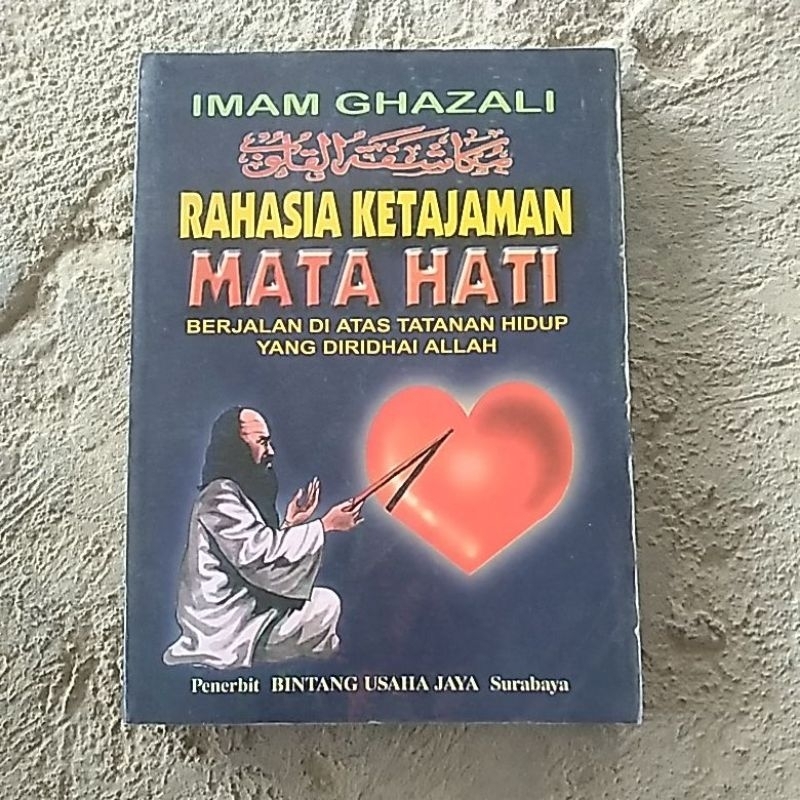 IMAM GHAZALI
مكاشفة القلوب
RAHASIA KETAJAMAN
MATA HATI
BERJALAN DI ATAS TATANAN HIDUP
YANG DIRIDHAI ALLAH
Penerbit BINTANG USAHA JAYA Surabaya